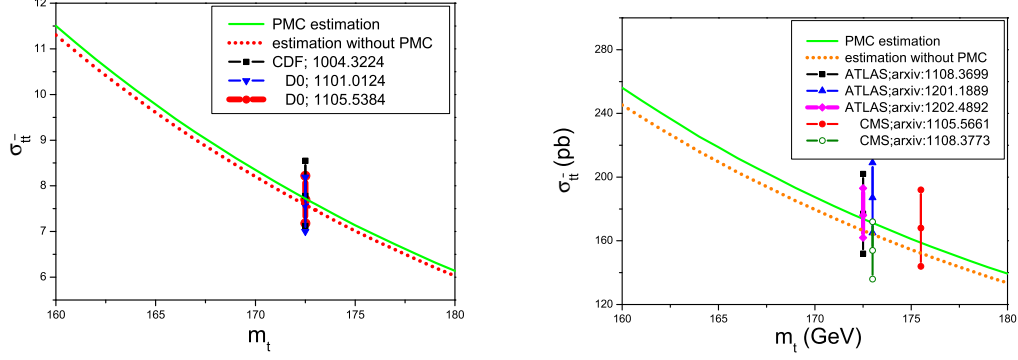 12
11
10
9
8
7
6
160
165
170
175
180
σtt̄
mt
PMC estimation
estimation without PMC
CDF; 1004.3224
D0; 1101.0124
D0; 1105.5384
280
240
200
160
120
160
165
170
175
180
σtt̄ (pb)
mt (GeV)
PMC estimation
estimation without PMC
ATLAS;arxiv:1108.3699
ATLAS;arxiv:1201.1889
ATLAS;arxiv:1202.4892
CMS;arxiv:1105.5661
CMS;arxiv:1108.3773